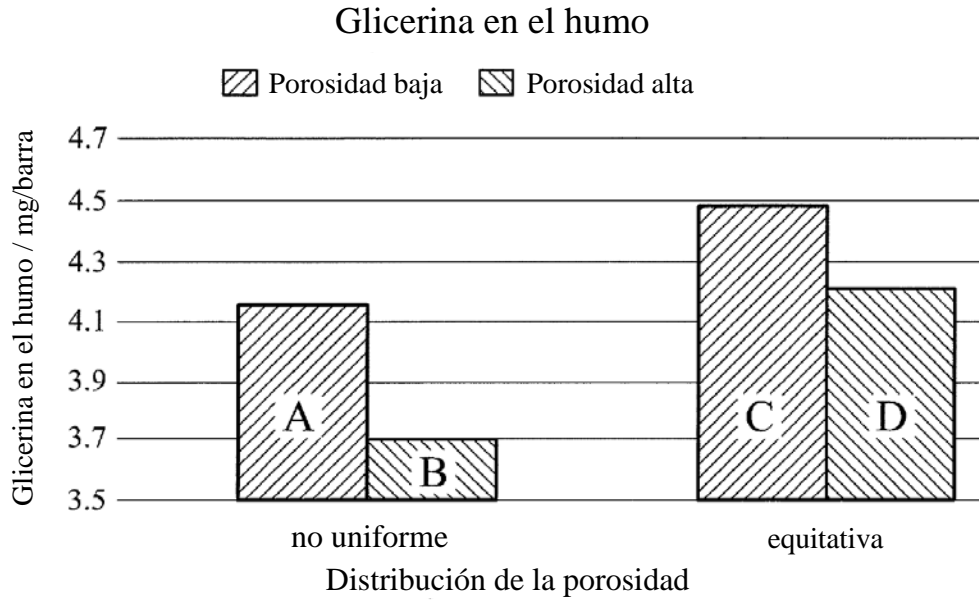 Glicerina en el humo
Porosidad baja Porosidad alta
Glicerina en el humo / mg/barra
4.7
4.5
4.3
4.1
3.9
3.7
3.5
A
B
C
D
no uniforme
equitativa
Distribución de la porosidad